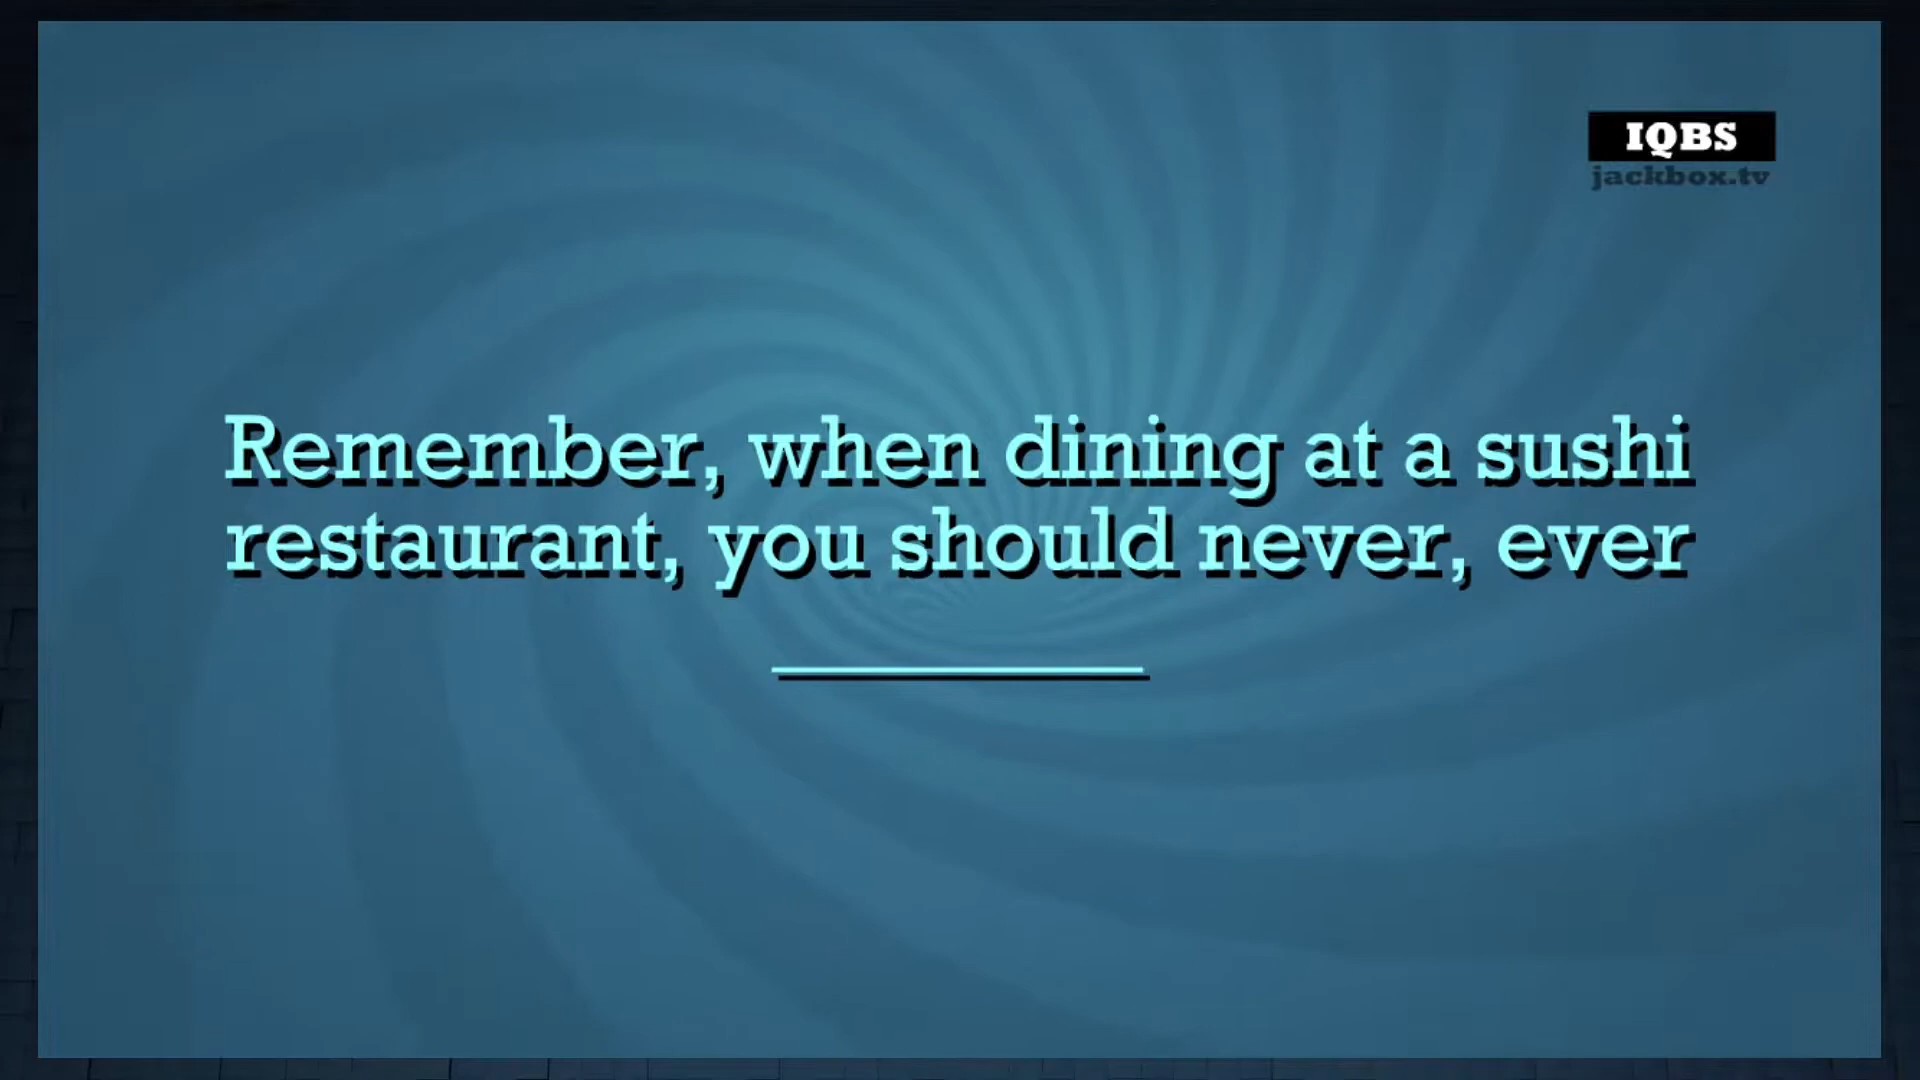 IQBS
jackbox.tv
Remember, when dining at a sushi
restaurant, you should never, ever